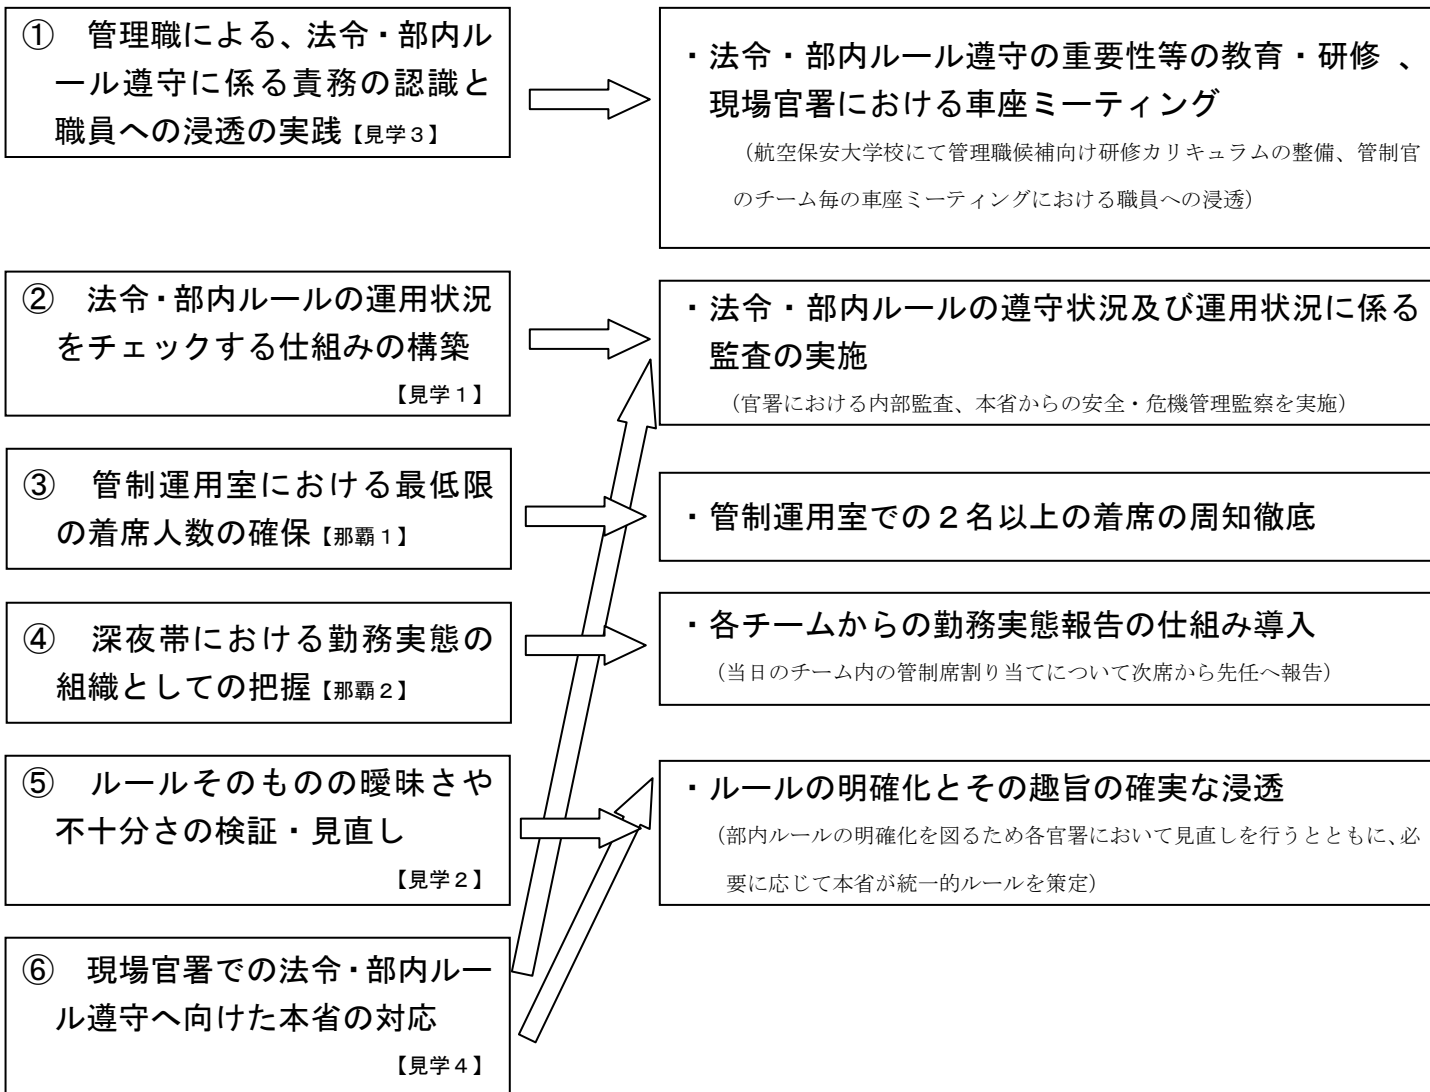 ① 管理職による、法令・部内ル
ール遵守に係る責務の認識と
職員への浸透の実践【見学3】
・法令・部内ルール遵守の重要性等の教育・研修 、
現場官署における車座ミーティング
(航空保安大学校にて管理職候補向け研修カリキュラムの整備、管制官
のチーム毎の車座ミーティングにおける職員への浸透)
② 法令・部内ルールの運用状況
をチェックする仕組みの構築
【見学1】
・法令・部内ルールの遵守状況及び運用状況に係る
監査の実施
(官署における内部監査、本省からの安全・危機管理監察を実施)
③ 管制運用室における最低限
の着席人数の確保【那覇1】
・管制運用室での2名以上の着席の周知徹底
④ 深夜帯における勤務実態の
組織としての把握【那覇2】
・各チームからの勤務実態報告の仕組み導入
(当日のチーム内の管制席割り当てについて次席から先任へ報告)
⑤ ルールそのものの曖昧さや
不十分さの検証・見直し
【見学2】
・ルールの明確化とその趣旨の確実な浸透
(部内ルールの明確化を図るため各官署において見直しを行うとともに、必
要に応じて本省が統一的ルールを策定)
⑥ 現場官署での法令・部内ルー
ル遵守へ向けた本省の対応
【見学4】